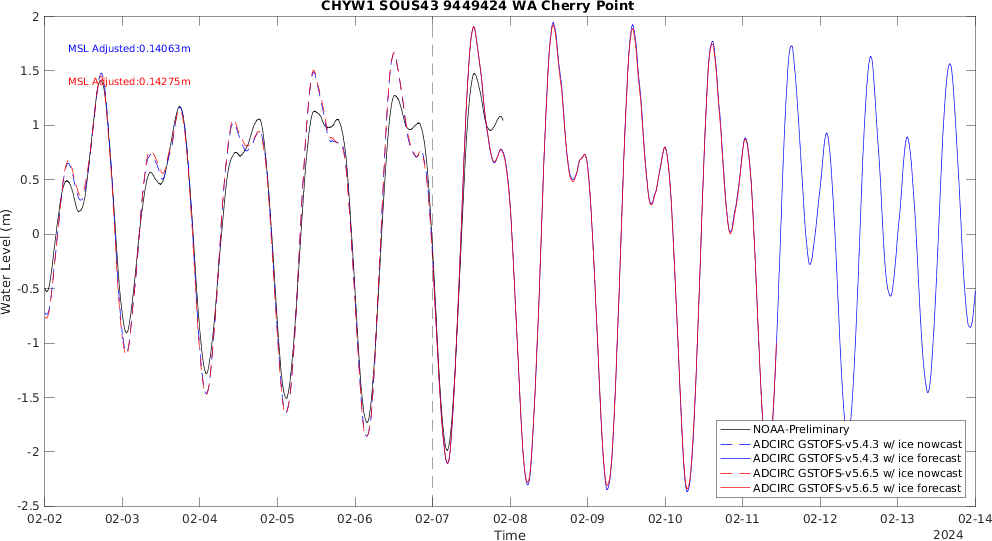 CHYW1 SOUS43 9449424 WA Cherry Point
MSL Adjusted:0.14063m
MSL Adjusted:0.14275m
Water Level (m)
2
1.5
1
0.5
0
-0.5
-1
-1.5
-2
-2.5
NOAA-Preliminary
ADCIRC GSTOFS-v5.4.3 w/ ice nowcast
ADCIRC GSTOFS-v5.4.3 w/ ice forecast
ADCIRC GSTOFS-v5.6.5 w/ ice nowcast
ADCIRC GSTOFS-v5.6.5 w/ ice forecast
02-02 02-03 02-04 02-05 02-06 02-07 02-08 02-09 02-10 02-11 02-12 02-13 02-14
Time
2024